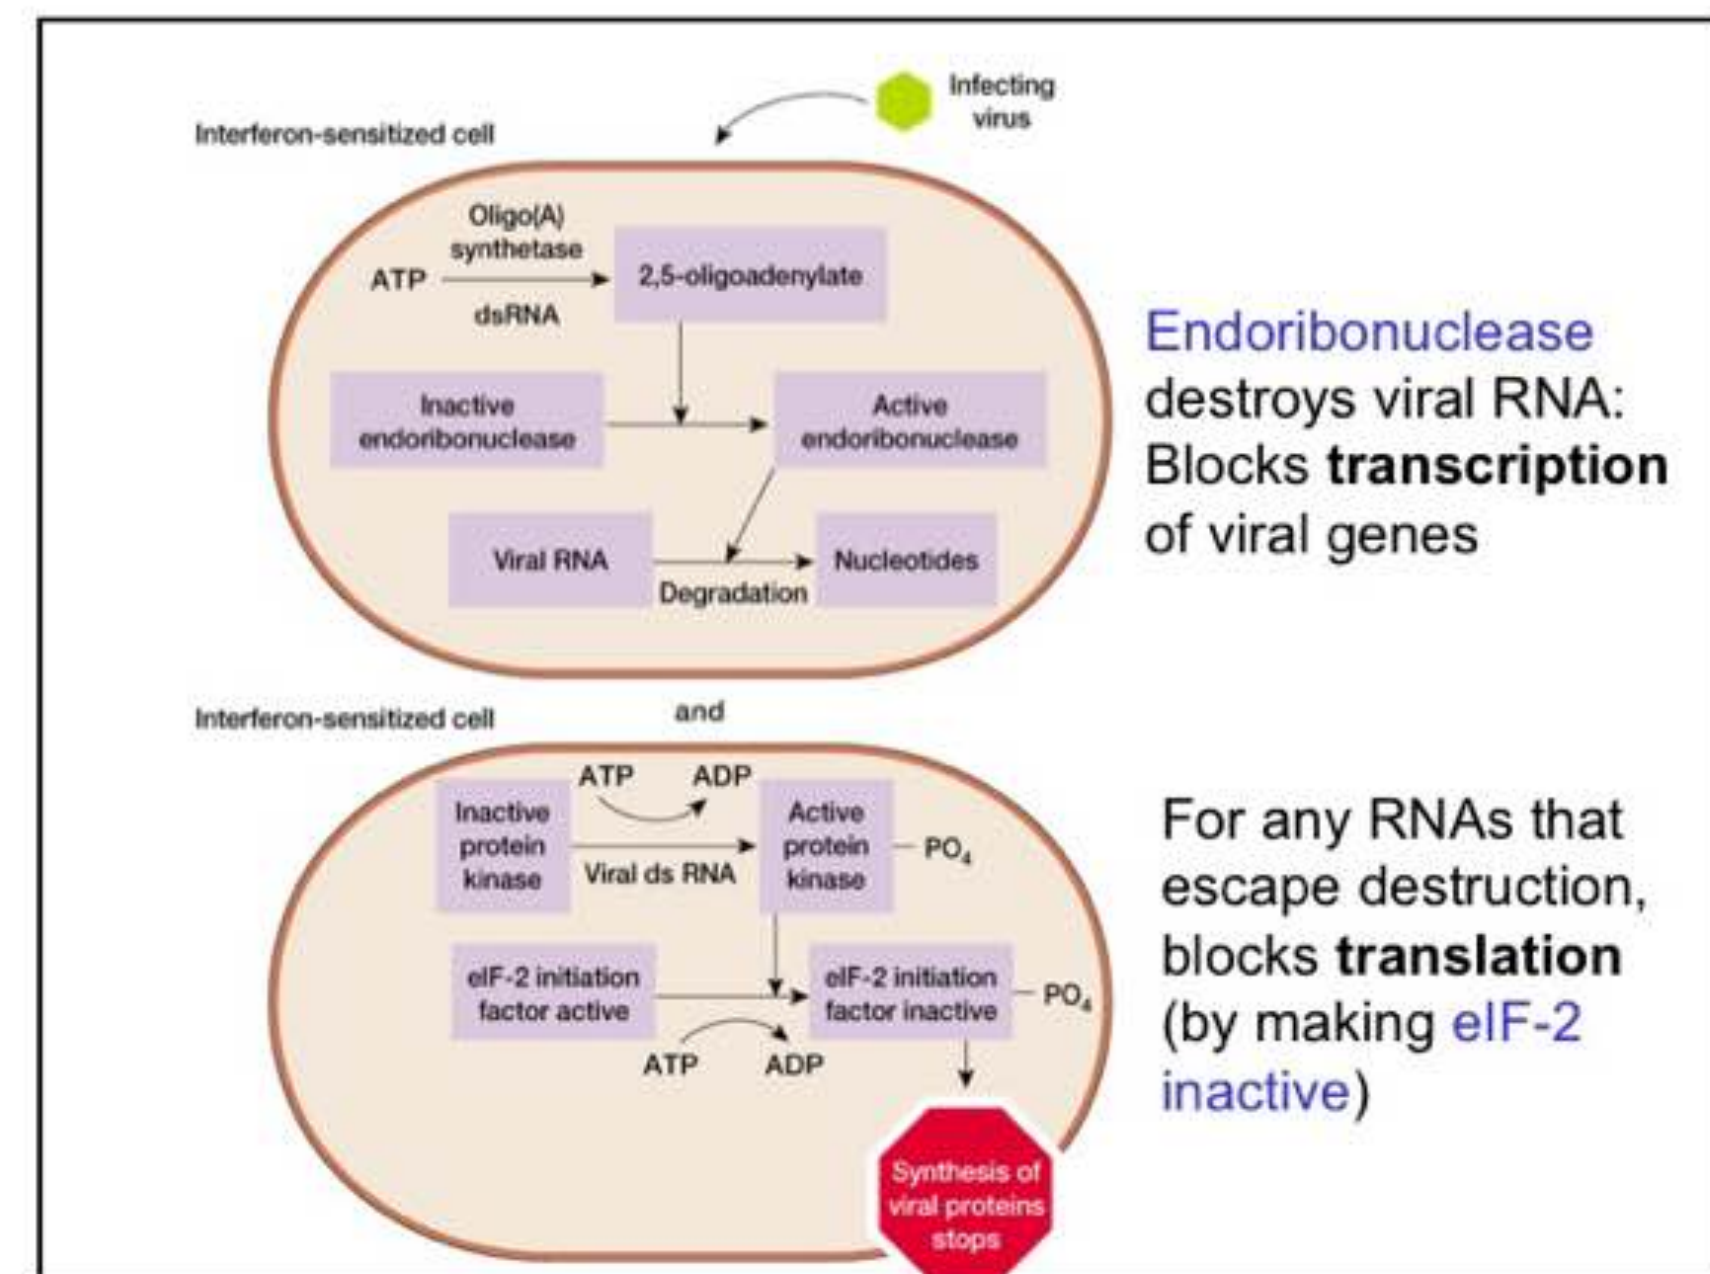 Infecting
virus
Interferon-sensitized cell
Oligo(A)
synthetase
ATP
dsRNA
2,5-oligoadenylate
Inactive
endoribonuclease
Active
endoribonuclease
Viral RNA
Degradation
Nucleotides
Endoribonuclease
destroys viral RNA:
Blocks transcription
of viral genes
and
Interferon-sensitized cell
ATP ADP
Inactive
protein
kinase
Viral ds RNA
Active
protein
kinase
PO₄
eIF-2 initiation
factor active
ATP ADP
eIF-2 initiation
factor inactive
PO₄
Synthesis of
viral proteins
stops
For any RNAs that
escape destruction,
blocks translation
(by making eIF-2
inactive)